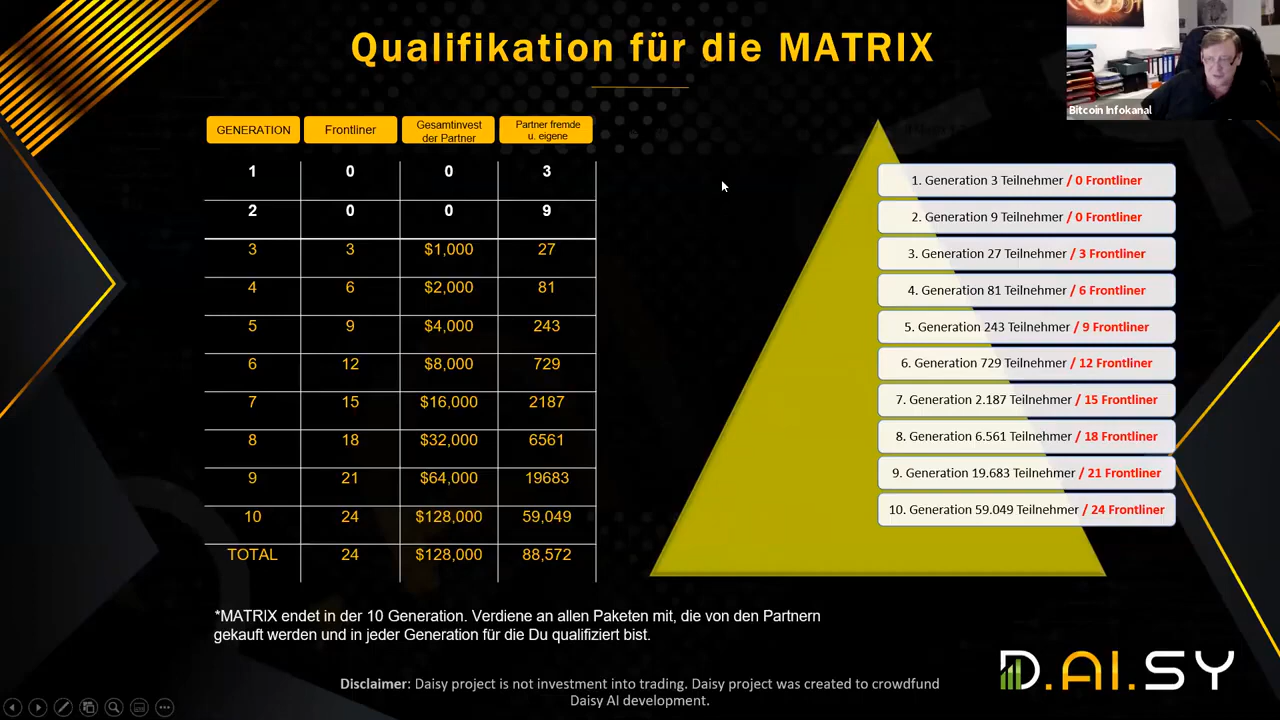 Qualifikation für die MATRIX
Bitcoin Infokanal
GENERATION Frontliner Gesamtinvest der Partner Partner fremde u. eigene
1 0 0 3
2 0 0 9
3 3 $1,000 27
4 6 $2,000 81
5 9 $4,000 243
6 12 $8,000 729
7 15 $16,000 2187
8 18 $32,000 6561
9 21 $64,000 19683
10 24 $128,000 59,049
TOTAL 24 $128,000 88,572
1. Generation 3 Teilnehmer / 0 Frontliner
2. Generation 9 Teilnehmer / 0 Frontliner
3. Generation 27 Teilnehmer / 3 Frontliner
4. Generation 81 Teilnehmer / 6 Frontliner
5. Generation 243 Teilnehmer / 9 Frontliner
6. Generation 729 Teilnehmer / 12 Frontliner
7. Generation 2.187 Teilnehmer / 15 Frontliner
8. Generation 6.561 Teilnehmer / 18 Frontliner
9. Generation 19.683 Teilnehmer / 21 Frontliner
10. Generation 59.049 Teilnehmer / 24 Frontliner
*MATRIX endet in der 10 Generation. Verdiene an allen Paketen mit, die von den Partnern
gekauft werden und in jeder Generation für die Du qualifiziert bist.
Disclaimer: Daisy project is not investment into trading. Daisy project was created to crowdfund
Daisy AI development.
D.AI.SY